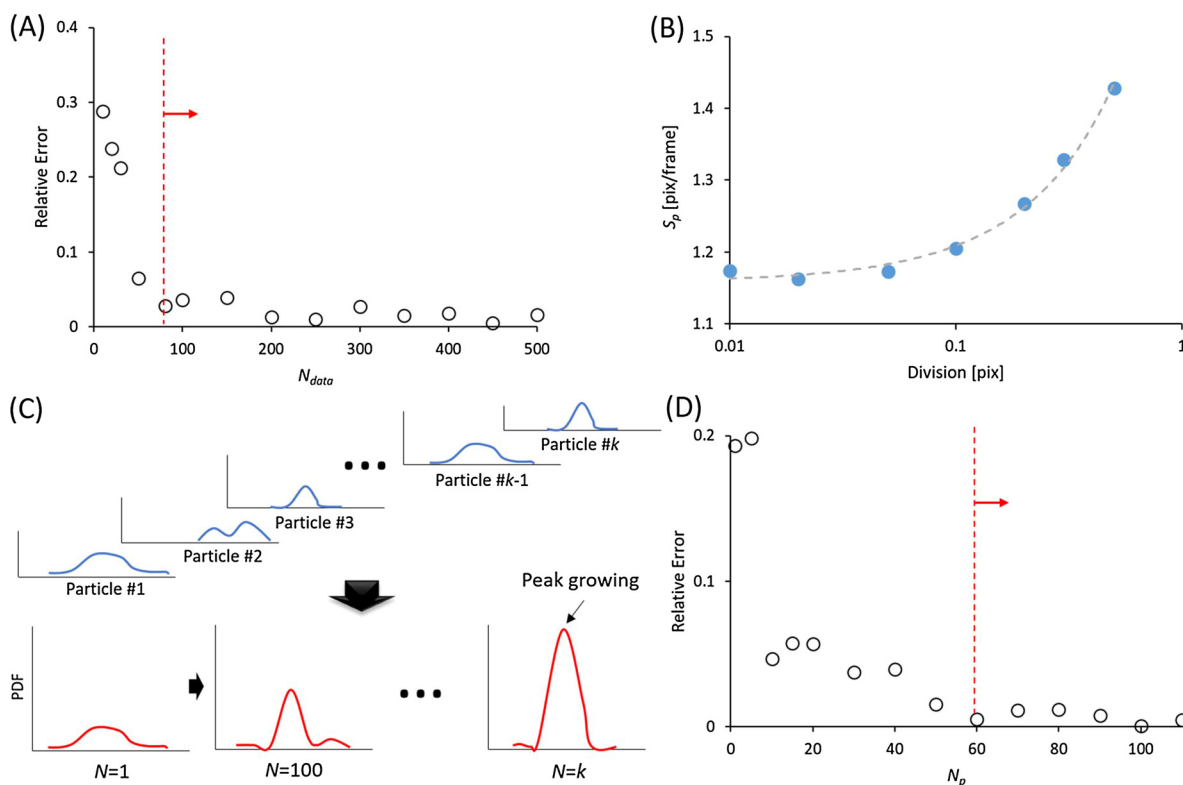 (A)
0.4
0.3
0.2
0.1
0
Relative Error
0 100 200 300 400 500
N_data
(B)
1.5
1.4
1.3
1.2
1.1
S_p [pix/frame]
0.01 0.1 1
Division [pix]
(C)
Particle #k
Particle #k-1
Particle #3
Particle #2
Particle #1
Peak growing
PDF
N=1
N=100
N=k
(D)
0.2
0.1
0
Relative Error
0 20 40 60 80 100
N_p